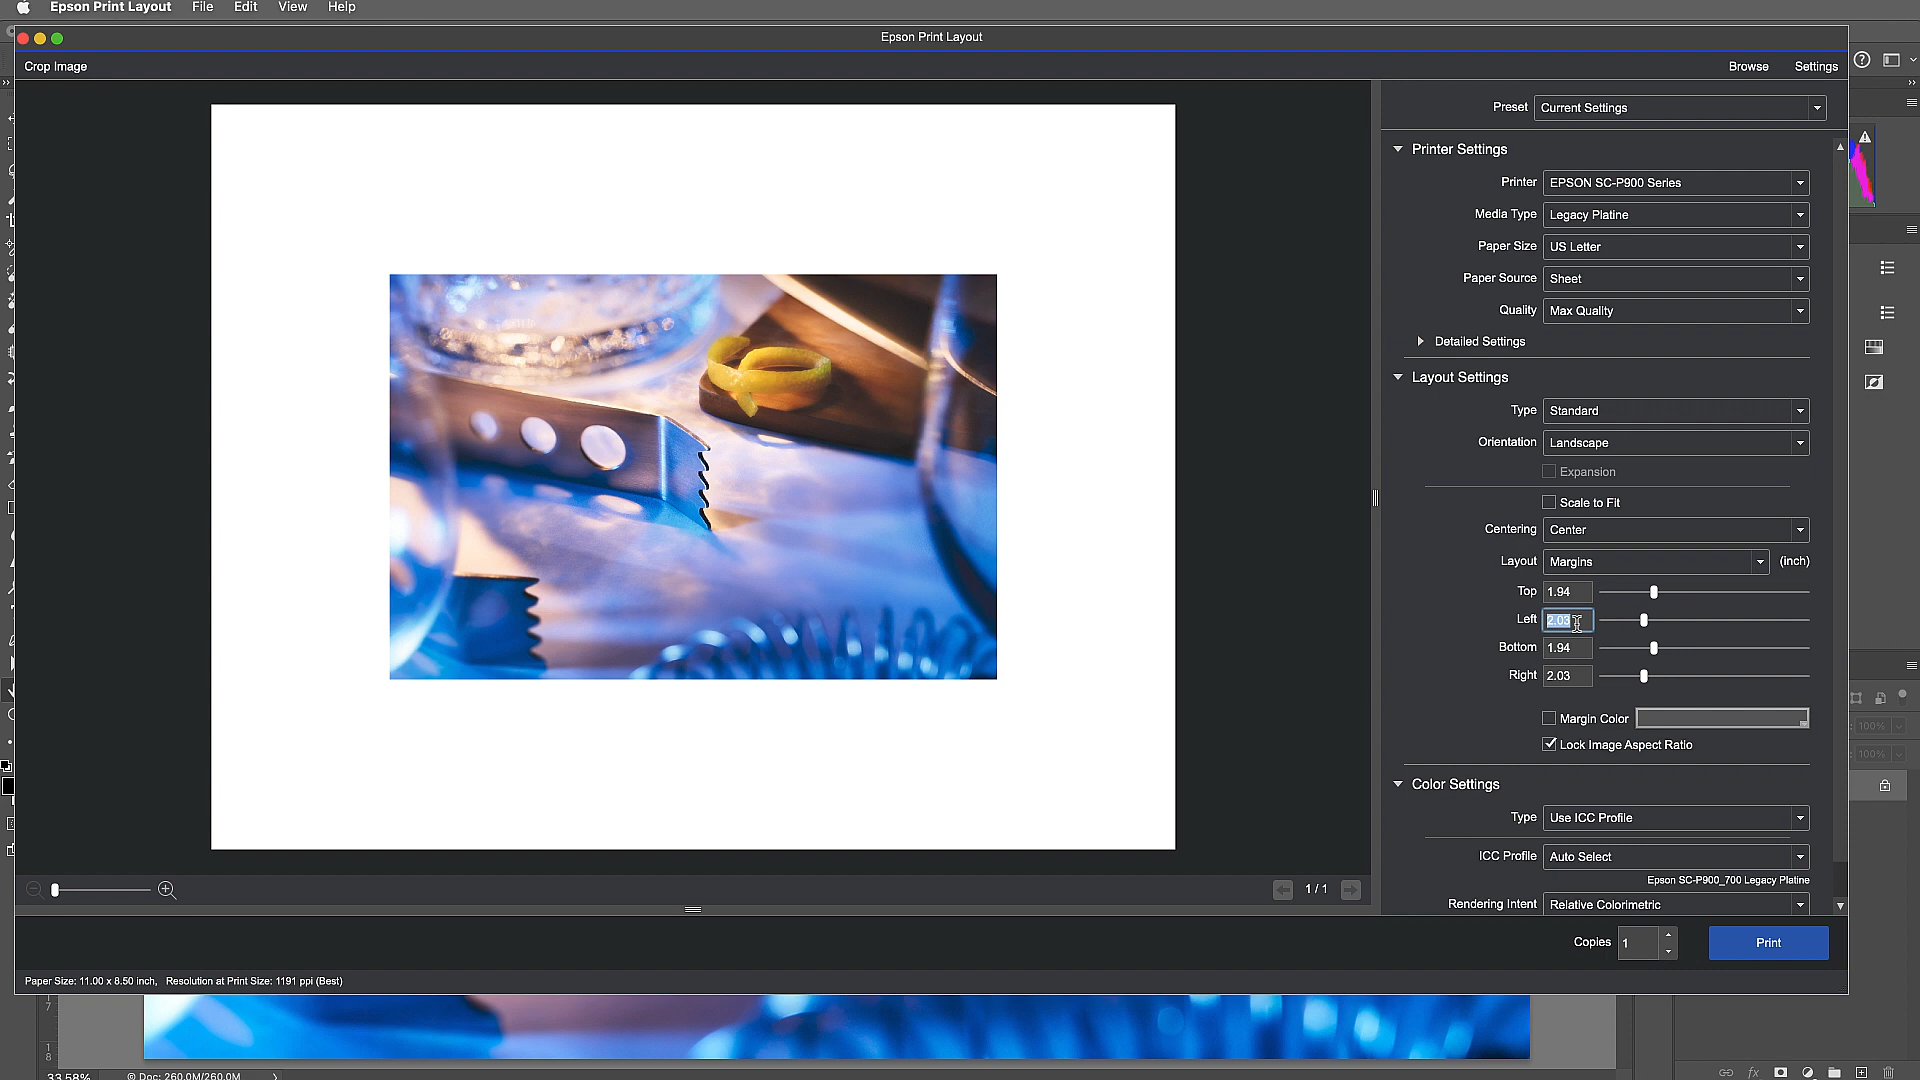 Epson Print Layout File Edit View Help
Epson Print Layout
Crop Image
Browse Settings
Preset Current Settings
Printer Settings
Printer EPSON SC-P900 Series
Media Type Legacy Platine
Paper Size US Letter
Paper Source Sheet
Quality Max Quality
Detailed Settings
Layout Settings
Type Standard
Orientation Landscape
Expansion
Scale to Fit
Centering Center
Layout Margins (inch)
Top 1.94
Left 2.03
Bottom 1.94
Right 2.03
Margin Color
Lock Image Aspect Ratio
Color Settings
Type Use ICC Profile
ICC Profile Auto Select
Epson SC-P900_700 Legacy Platine
Rendering Intent Relative Colorimetric
1 / 1
Copies 1 Print
Paper Size: 11.00 x 8.50 inch, Resolution at Print Size: 1191 ppi (Best)
100%
100%
7
1
8
33.58% Doc: 260.0M/260.0M
fx